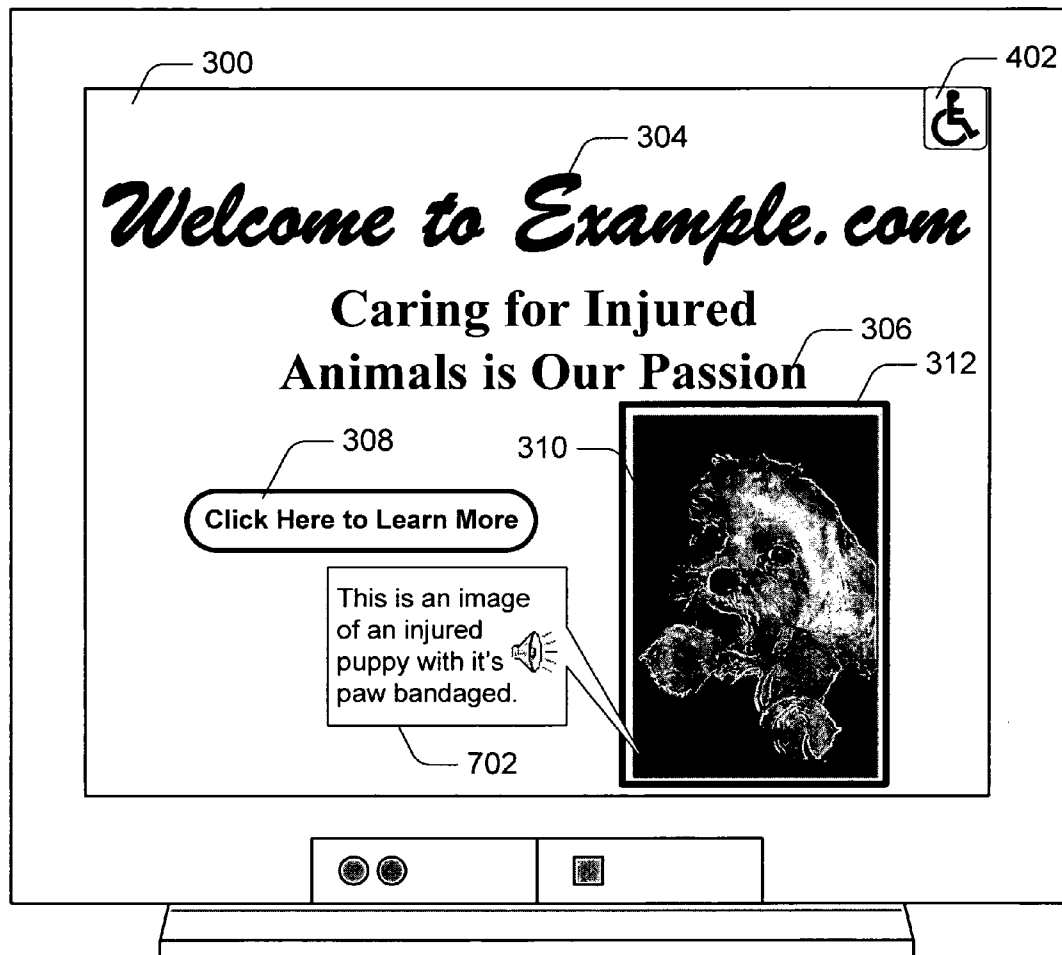 300
402
304
Welcome to Example.com
Caring for Injured
306
Animals is Our Passion
312
308
310
Click Here to Learn More
This is an image
of an injured
puppy with it's
paw bandaged.
702